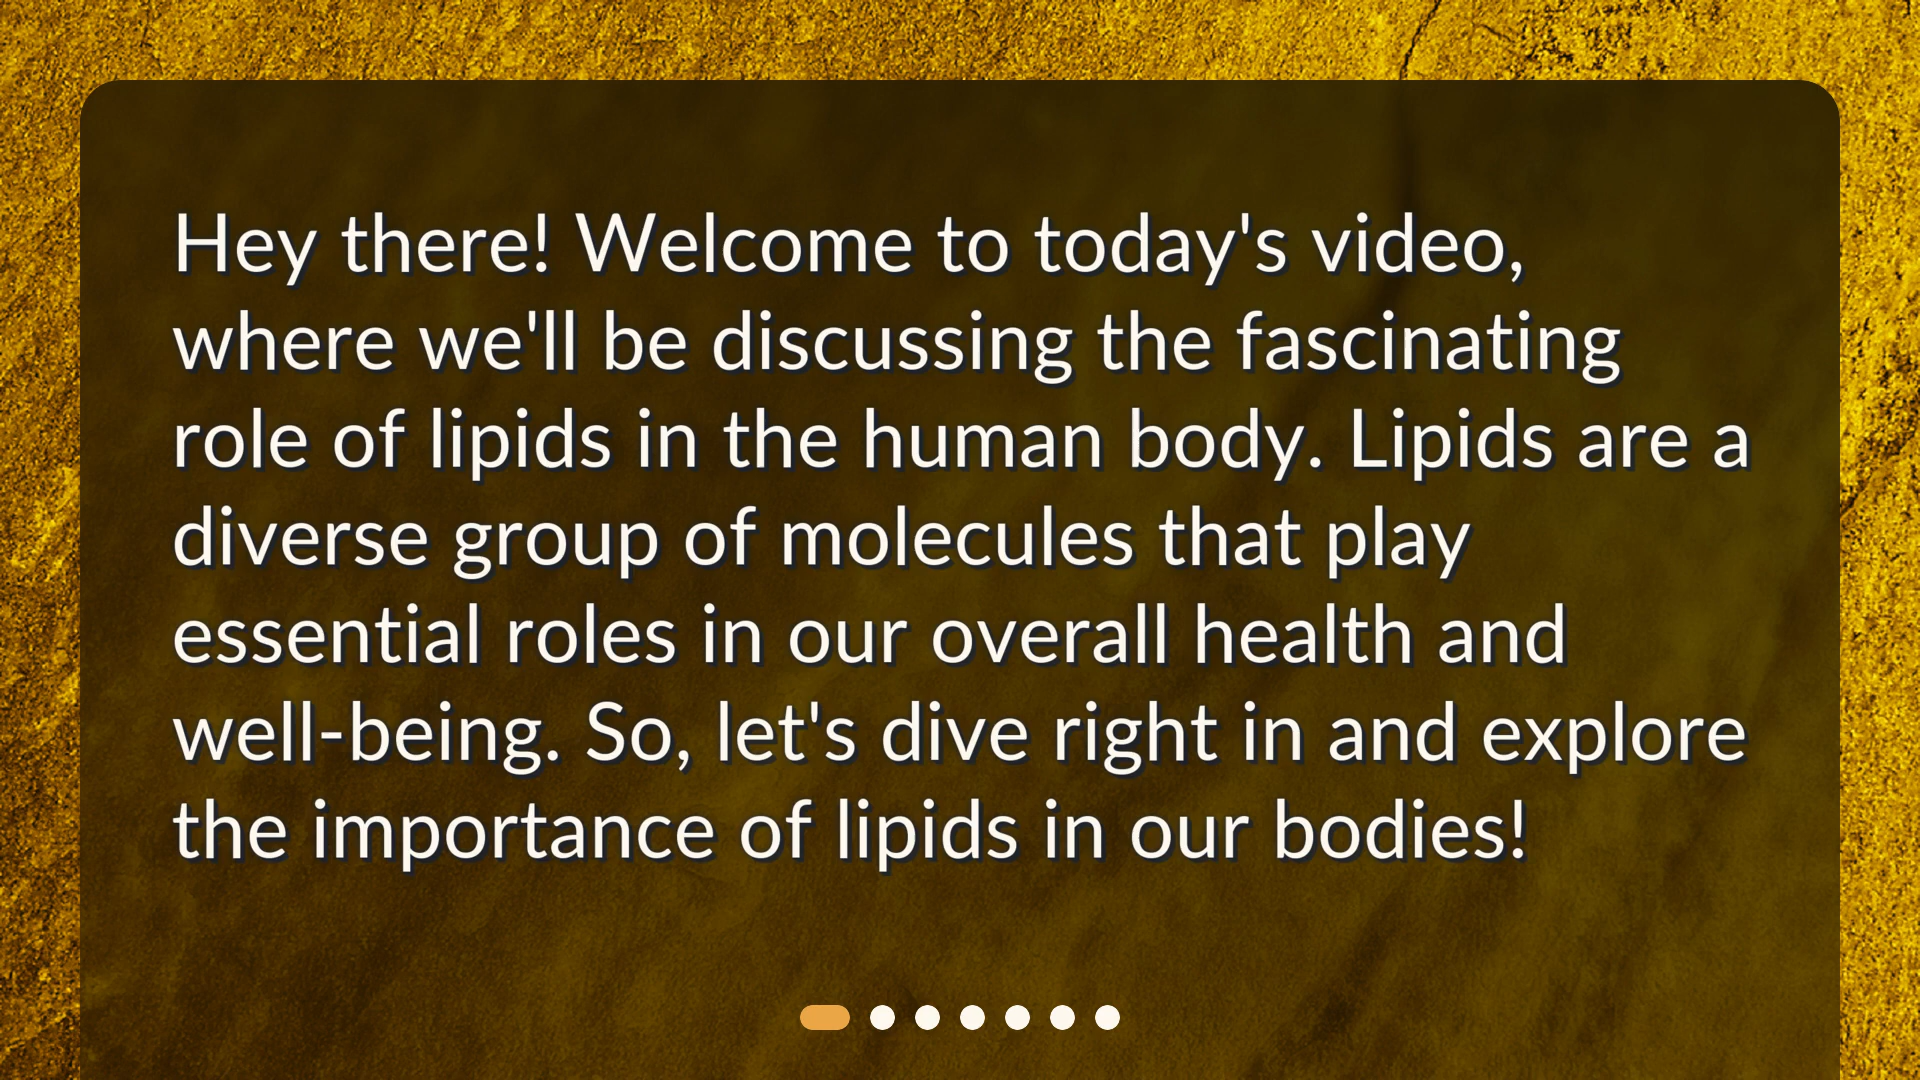 Hey there! Welcome to today's video,
where we'll be discussing the fascinating
role of lipids in the human body. Lipids are a
diverse group of molecules that play
essential roles in our overall health and
well-being. So, let's dive right in and explore
the importance of lipids in our bodies!